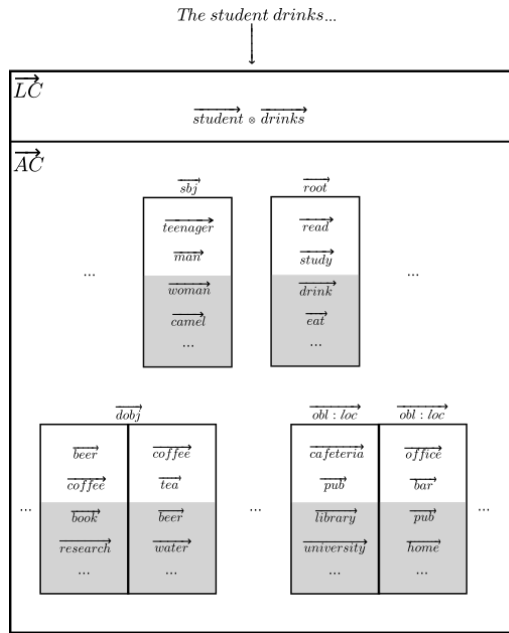 The student drinks...
LC
student ⊗ drinks
AC
sbj root
teenager read
man study
... woman drink ...
camel eat
... ...
dobj obl : loc obl : loc
beer coffee cafeteria office
coffee tea pub bar
... book beer ... library pub ...
research water university home
... ... ... ...